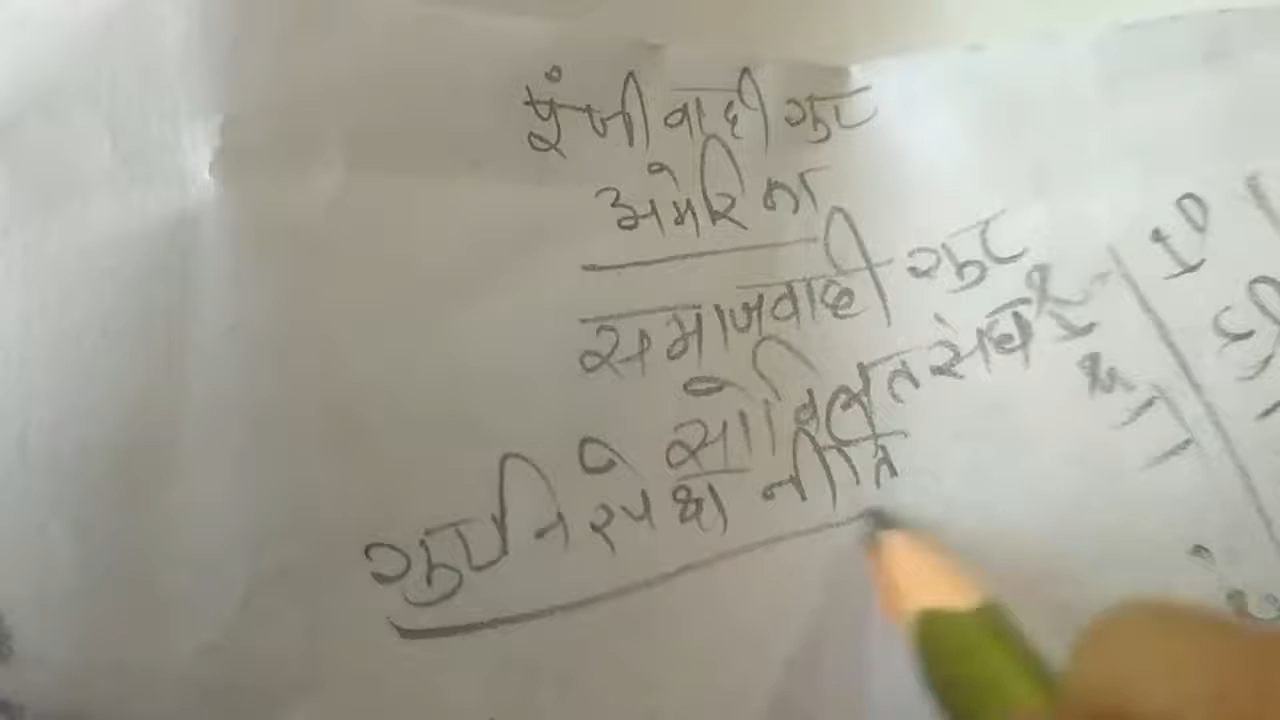 पूंजीवादी गुट
अमेरिका
समाजवादी गुट
सोवियत संघ
गुटनिरपेक्ष नीति